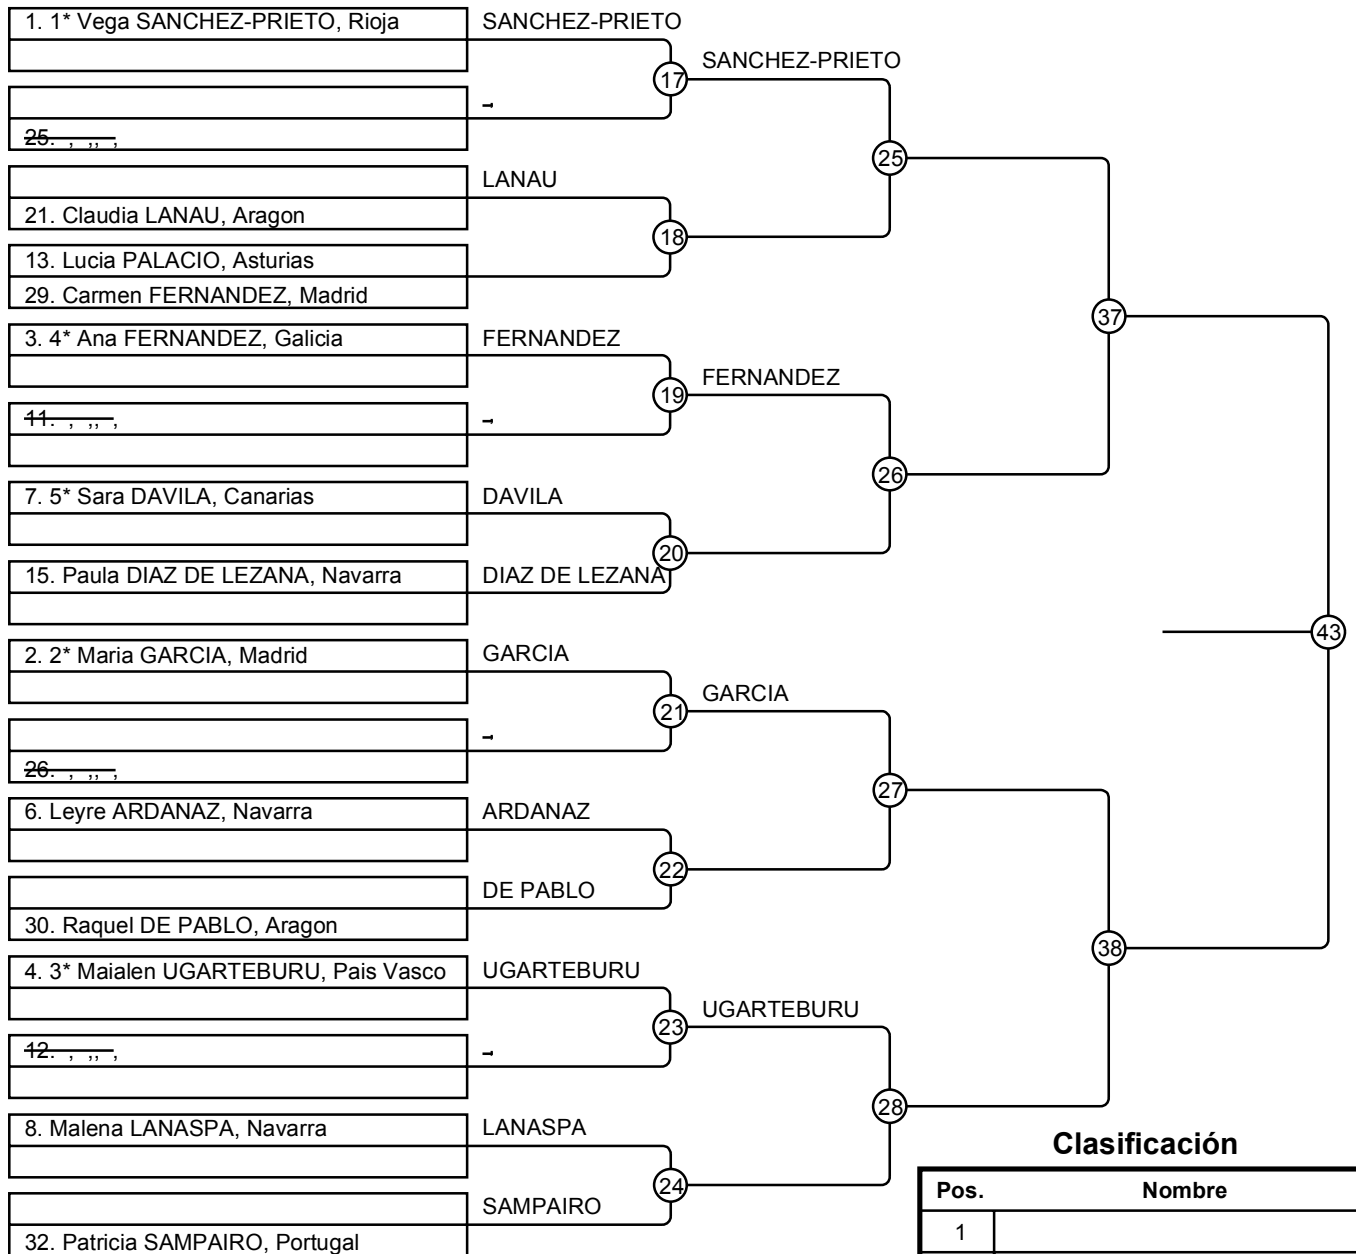 1. 1* Vega SANCHEZ-PRIETO, Rioja
SANCHEZ-PRIETO
SANCHEZ-PRIETO
17
25. , ,, ,
25
LANAU
21. Claudia LANAU, Aragon
18
13. Lucia PALACIO, Asturias
29. Carmen FERNANDEZ, Madrid
37
3. 4* Ana FERNANDEZ, Galicia
FERNANDEZ
FERNANDEZ
19
11. , ,, ,
26
7. 5* Sara DAVILA, Canarias
DAVILA
20
15. Paula DIAZ DE LEZANA, Navarra
DIAZ DE LEZANA
43
2. 2* Maria GARCIA, Madrid
GARCIA
GARCIA
21
26. , ,, ,
27
6. Leyre ARDANAZ, Navarra
ARDANAZ
22
DE PABLO
30. Raquel DE PABLO, Aragon
38
4. 3* Maialen UGARTEBURU, Pais Vasco
UGARTEBURU
UGARTEBURU
23
12. , ,, ,
28
8. Malena LANASPA, Navarra
LANASPA
24
SAMPAIRO
32. Patricia SAMPAIRO, Portugal
Clasificación
Pos. Nombre
1